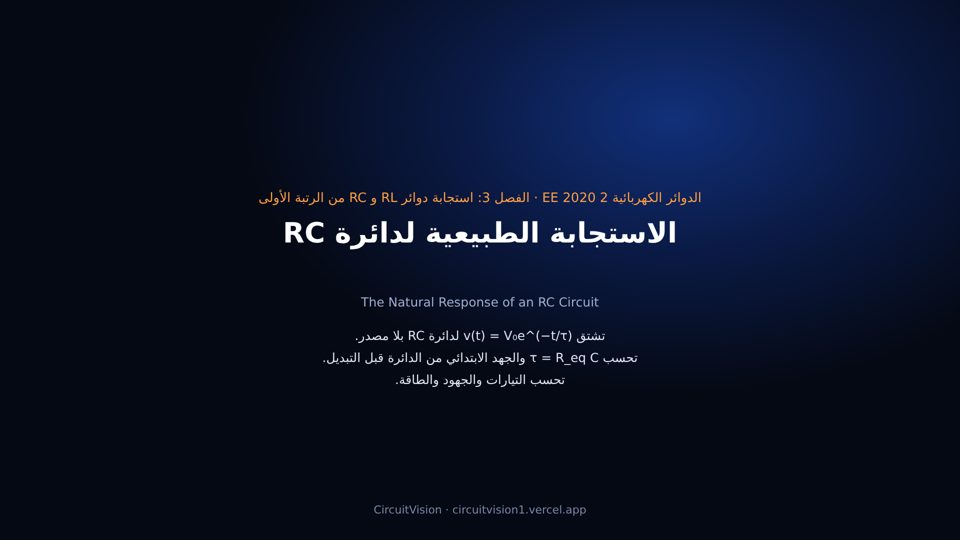 الدوائر الكهربائية 2 EE 2020 · الفصل 3: استجابة دوائر RL و RC من الرتبة الأولى
الاستجابة الطبيعية لدائرة RC
The Natural Response of an RC Circuit
تشتق v(t) = V₀e^(−t/τ) لدائرة RC بلا مصدر.
تحسب τ = R_eq C والجهد الابتدائي من الدائرة قبل التبديل.
تحسب التيارات والجهود والطاقة.
CircuitVision · circuitvision1.vercel.app